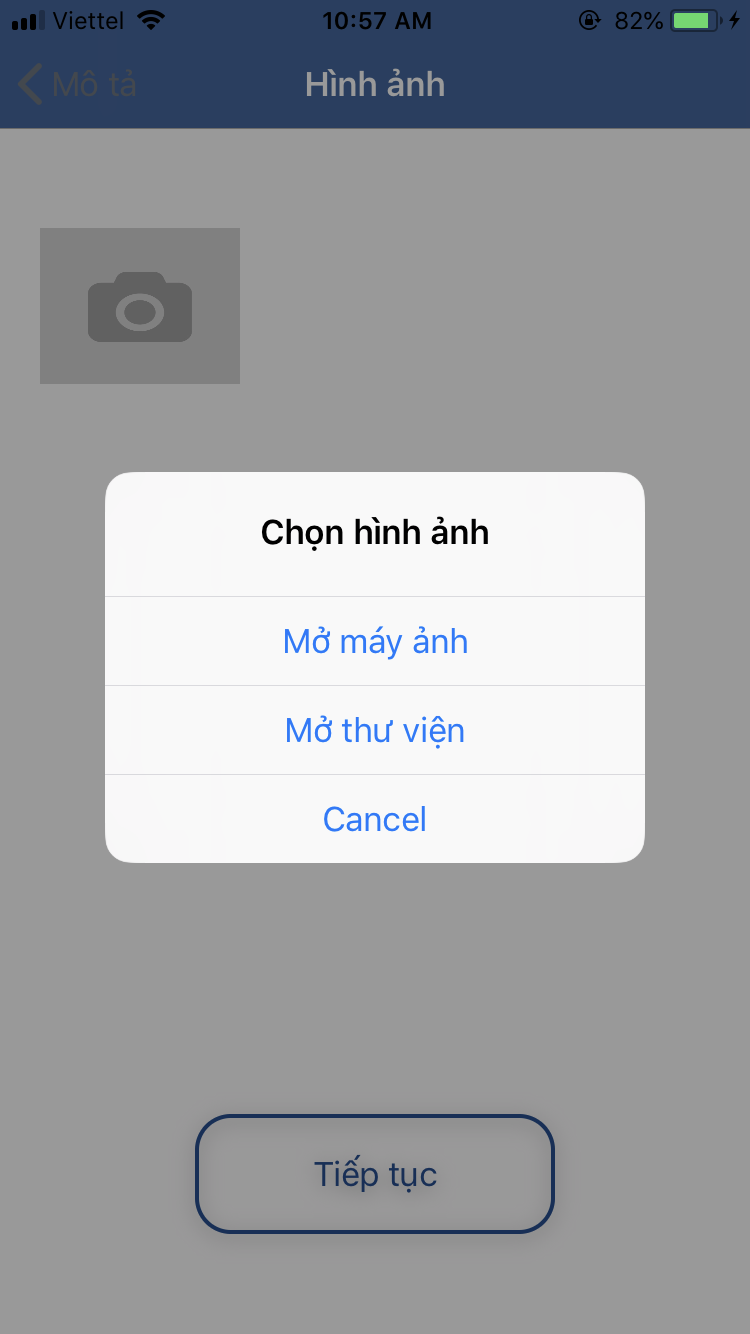 Viettel 10:57 AM 82%
Mô tả Hình ảnh
Chọn hình ảnh
Mở máy ảnh
Mở thư viện
Cancel
Tiếp tục